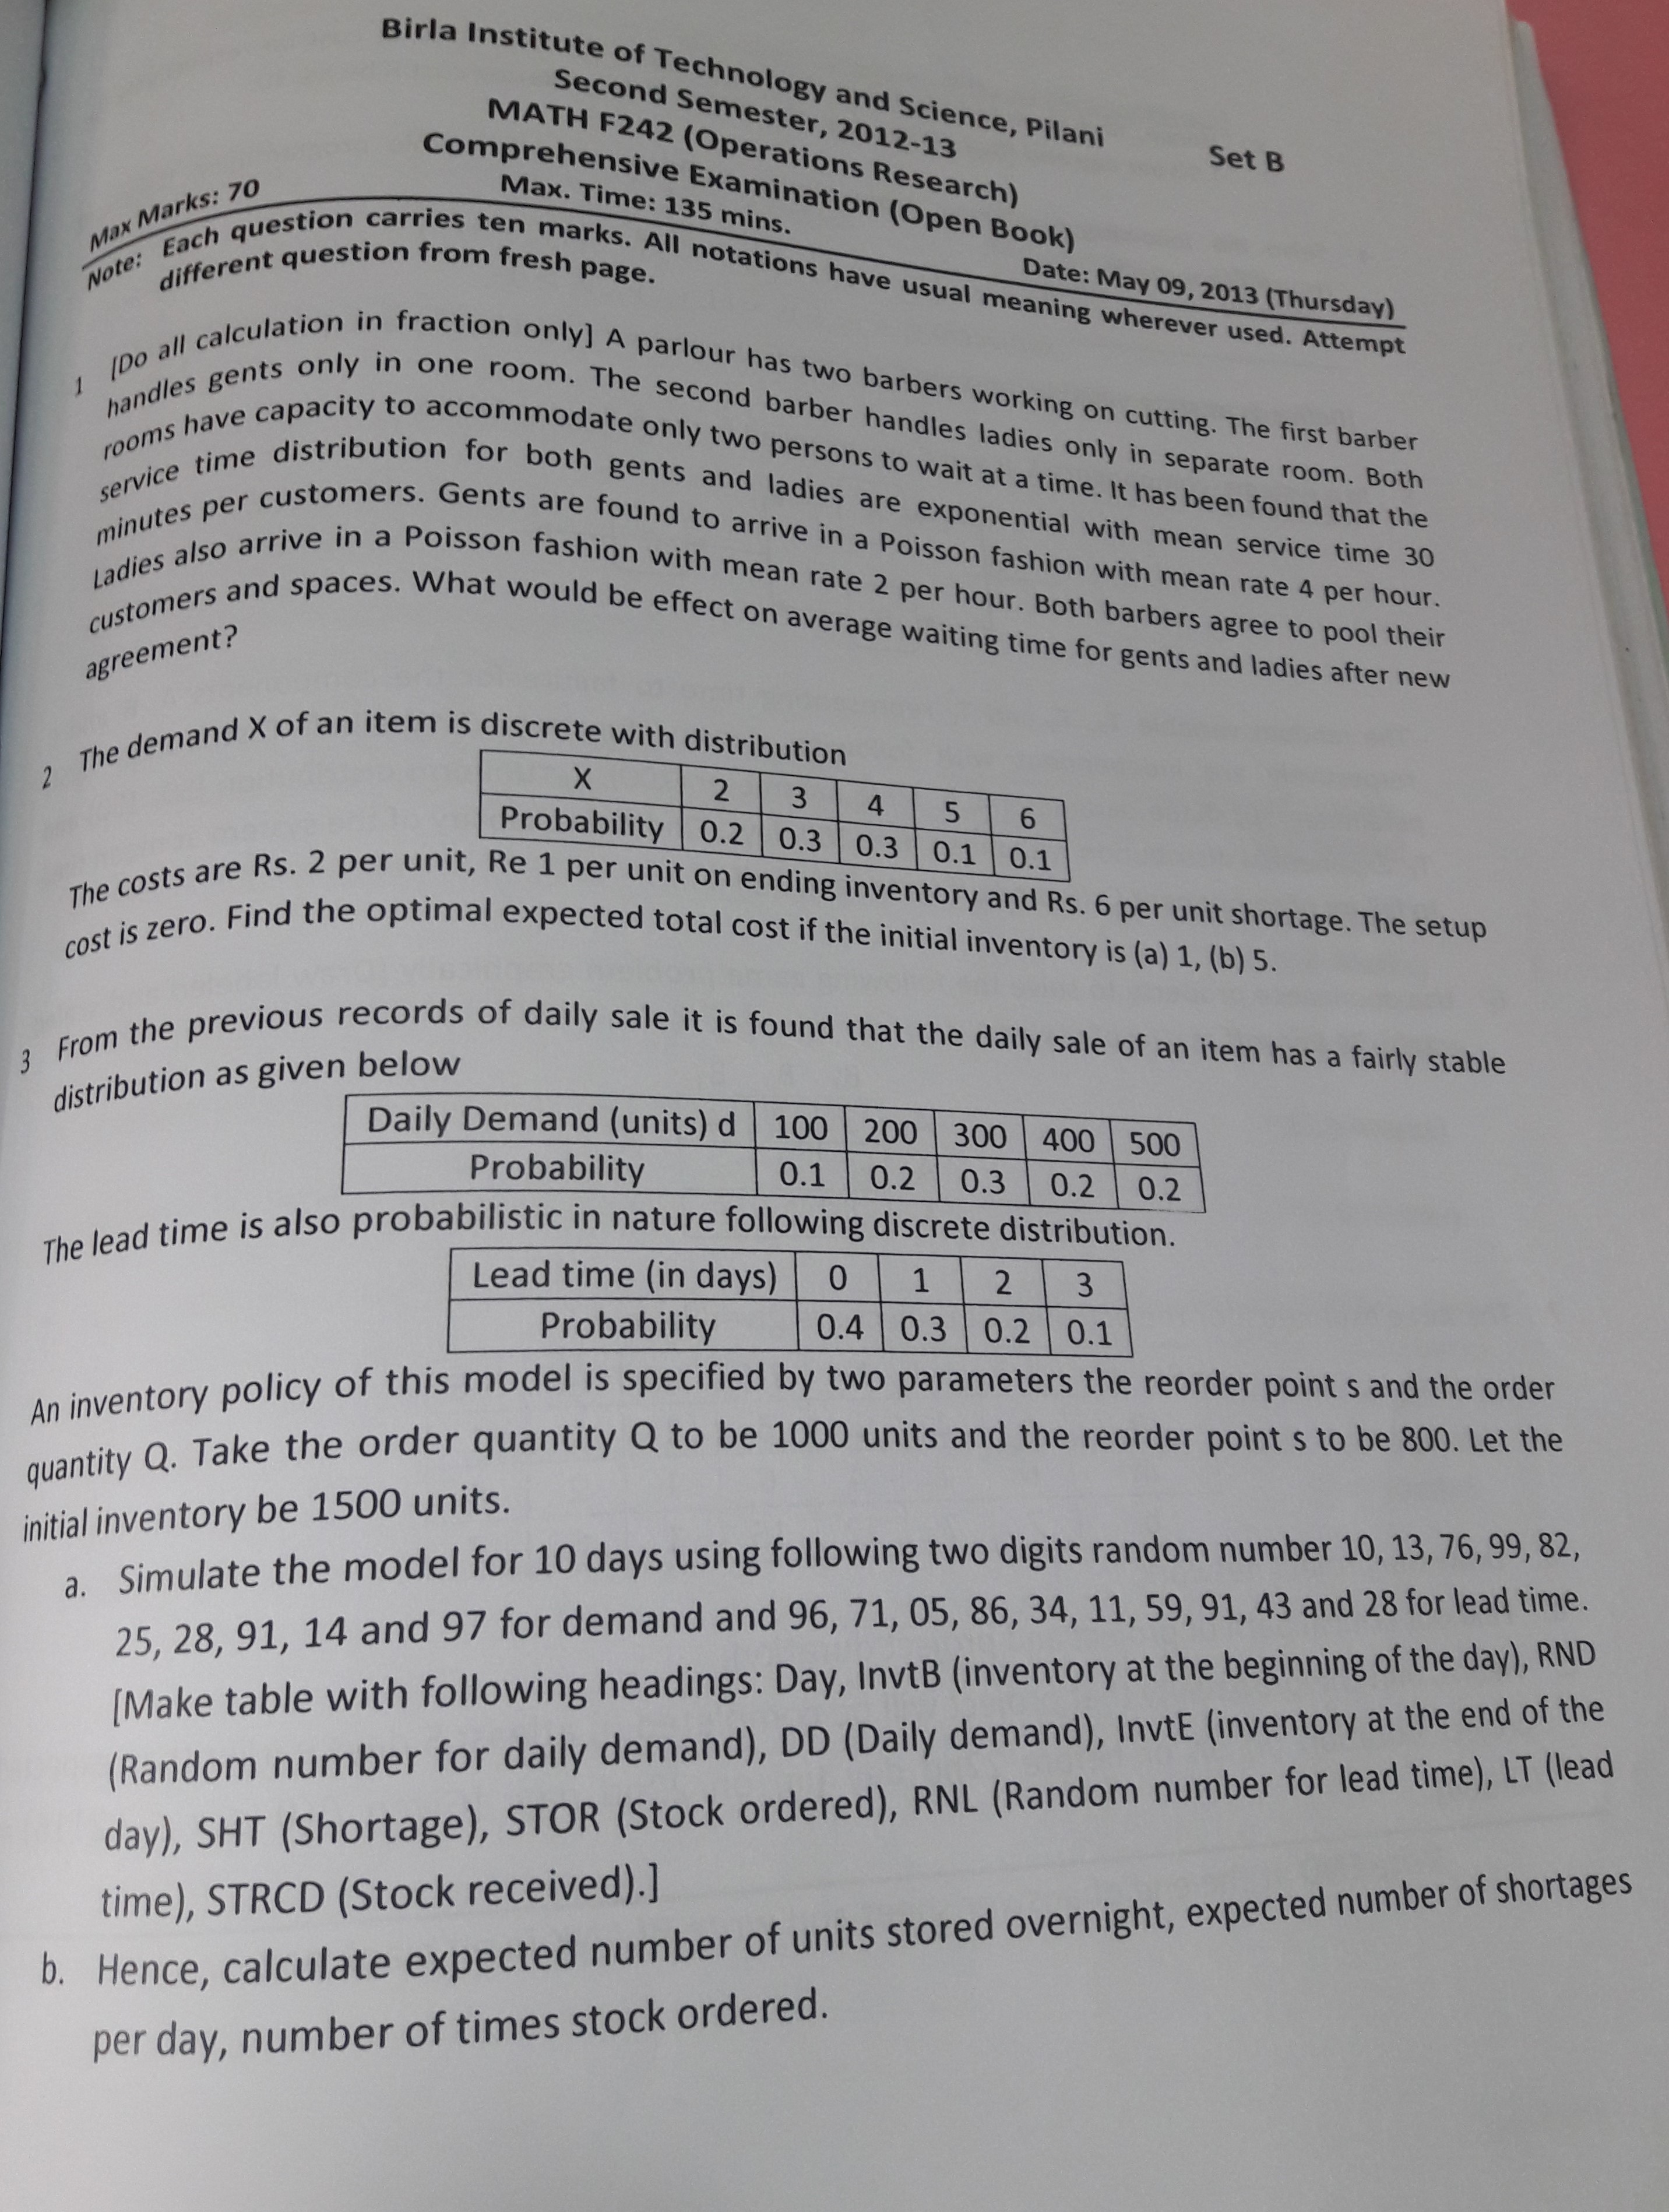 Birla Institute of Technology and Science, Pilani
Second Semester, 2012-13
Set B
MATH F242 (Operations Research)
Comprehensive Examination (Open Book)
Max Marks: 70
Max. Time: 135 mins.
Date: May 09, 2013 (Thursday)
Note: Each question carries ten marks. All notations have usual meaning wherever used. Attempt
different question from fresh page.
1 [Do all calculation in fraction only] A parlour has two barbers working on cutting. The first barber
handles gents only in one room. The second barber handles ladies only in separate room. Both
rooms have capacity to accommodate only two persons to wait at a time. It has been found that the
service time distribution for both gents and ladies are exponential with mean service time 30
minutes per customers. Gents are found to arrive in a Poisson fashion with mean rate 4 per hour.
Ladies also arrive in a Poisson fashion with mean rate 2 per hour. Both barbers agree to pool their
customers and spaces. What would be effect on average waiting time for gents and ladies after new
agreement?
2 The demand X of an item is discrete with distribution
X 2 3 4 5 6
Probability 0.2 0.3 0.3 0.1 0.1
The costs are Rs. 2 per unit, Re 1 per unit on ending inventory and Rs. 6 per unit shortage. The setup
cost is zero. Find the optimal expected total cost if the initial inventory is (a) 1, (b) 5.
3 From the previous records of daily sale it is found that the daily sale of an item has a fairly stable
distribution as given below
Daily Demand (units) d 100 200 300 400 500
Probability 0.1 0.2 0.3 0.2 0.2
The lead time is also probabilistic in nature following discrete distribution.
Lead time (in days) 0 1 2 3
Probability 0.4 0.3 0.2 0.1
An inventory policy of this model is specified by two parameters the reorder point s and the order
quantity Q. Take the order quantity Q to be 1000 units and the reorder point s to be 800. Let the
initial inventory be 1500 units.
a. Simulate the model for 10 days using following two digits random number 10, 13, 76, 99, 82,
25, 28, 91, 14 and 97 for demand and 96, 71, 05, 86, 34, 11, 59, 91, 43 and 28 for lead time.
[Make table with following headings: Day, InvtB (inventory at the beginning of the day), RND
(Random number for daily demand), DD (Daily demand), InvtE (inventory at the end of the
day), SHT (Shortage), STOR (Stock ordered), RNL (Random number for lead time), LT (lead
time), STRCD (Stock received).]
b. Hence, calculate expected number of units stored overnight, expected number of shortages
per day, number of times stock ordered.